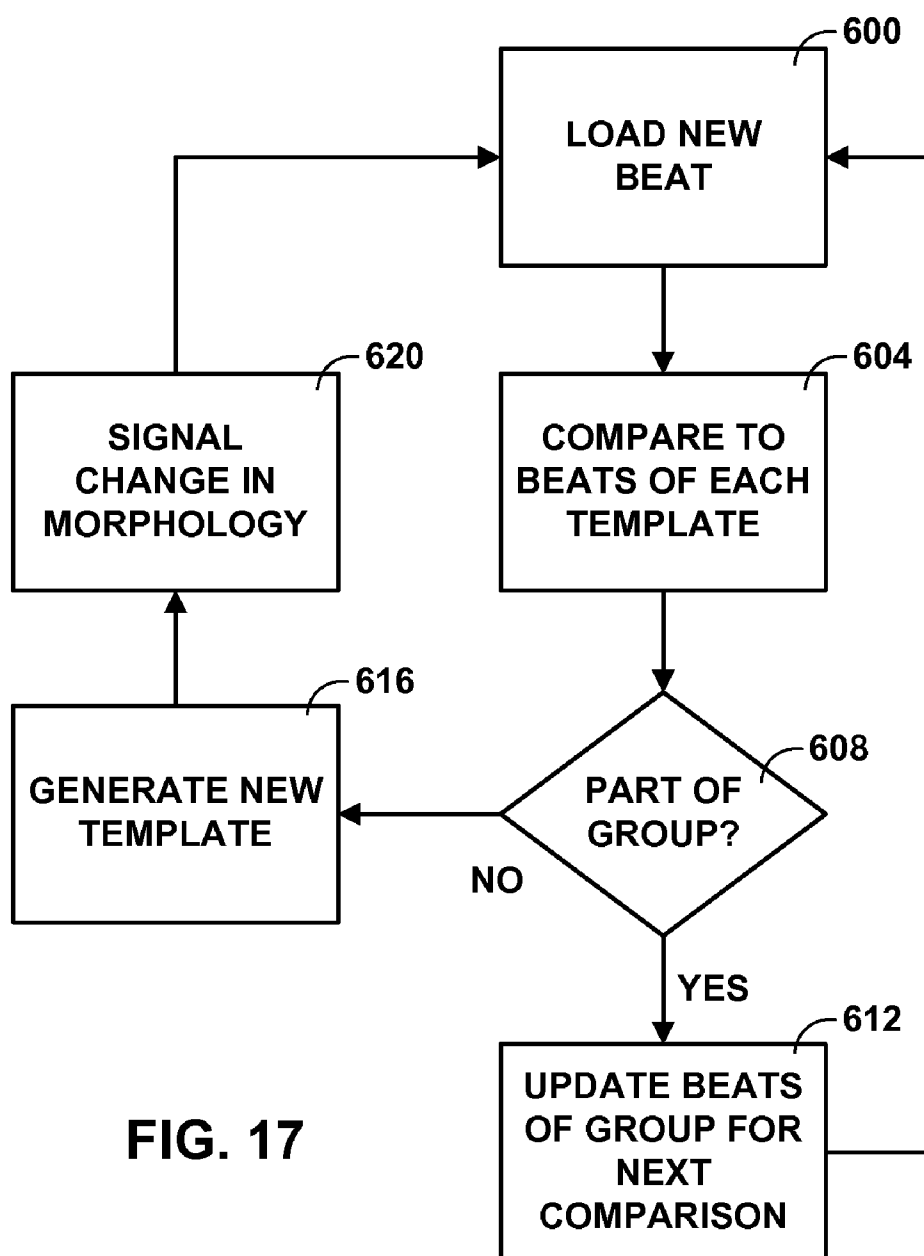 600
LOAD NEW
BEAT
604
COMPARE TO
BEATS OF EACH
TEMPLATE
620
SIGNAL
CHANGE IN
MORPHOLOGY
616
GENERATE NEW
TEMPLATE
608
PART OF
GROUP?
NO
YES
612
UPDATE BEATS
OF GROUP FOR
NEXT
COMPARISON
FIG. 17